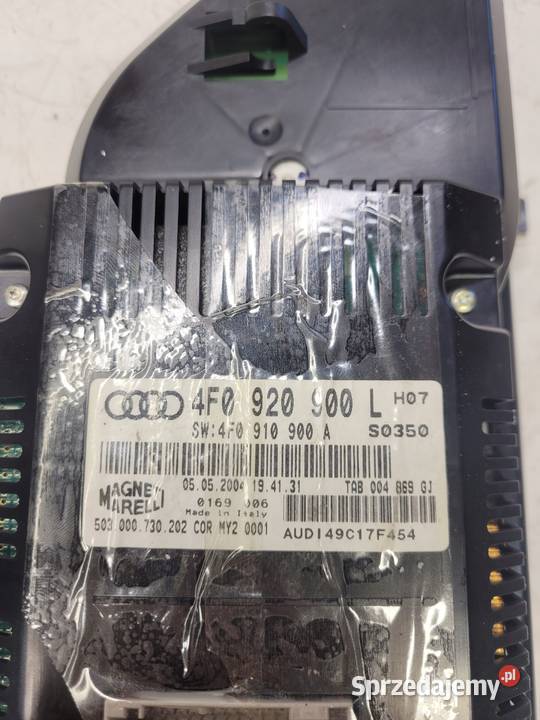 4F0 920 900 L H07
SW:4F0 910 900 A S0350
05.05.2004 19.41.31 TAB 004 869 GJ
MAGNETI MARELLI
0169 006
Made in Italy
503.000.730.202 COR MY2 0001 AUDI49C17F454
Sprzedajemy.pl